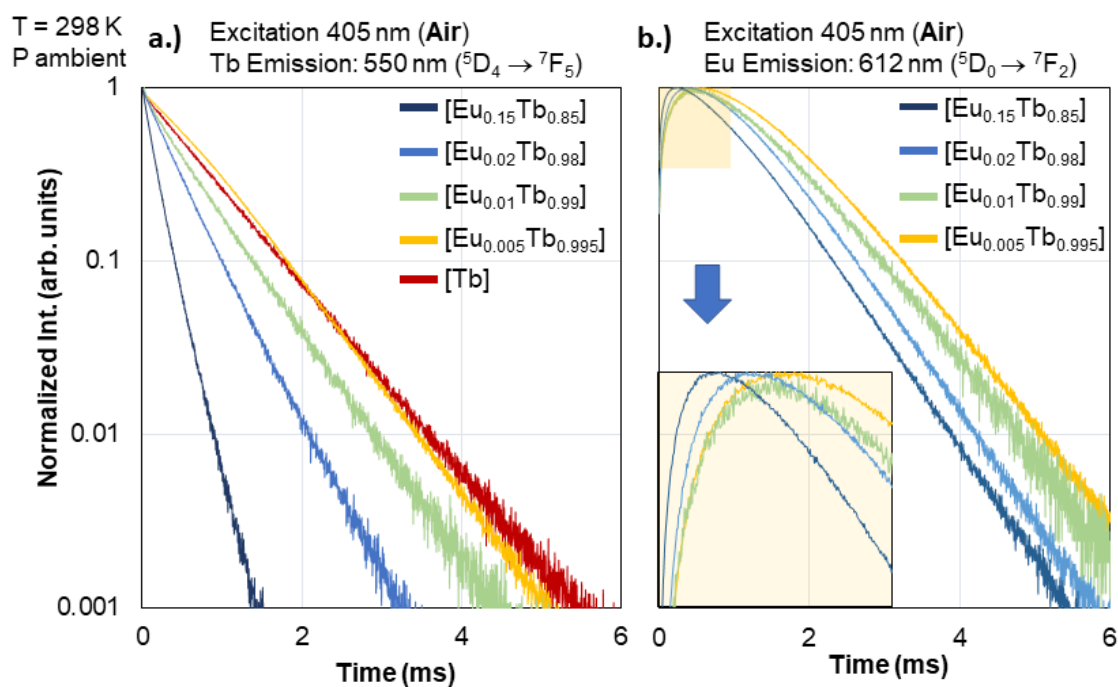 T = 298 K
P ambient
a.) Excitation 405 nm (Air)
Tb Emission: 550 nm (⁵D₄ → ⁷F₅)
b.) Excitation 405 nm (Air)
Eu Emission: 612 nm (⁵D₀ → ⁷F₂)
Normalized Int. (arb. units)
1
0.1
0.01
0.001
[Eu₀.₁₅Tb₀.₈₅]
[Eu₀.₀₂Tb₀.₉₈]
[Eu₀.₀₁Tb₀.₉₉]
[Eu₀.₀₀₅Tb₀.₉₉₅]
[Tb]
0 2 4 6
Time (ms)
[Eu₀.₁₅Tb₀.₈₅]
[Eu₀.₀₂Tb₀.₉₈]
[Eu₀.₀₁Tb₀.₉₉]
[Eu₀.₀₀₅Tb₀.₉₉₅]
0 2 4 6
Time (ms)